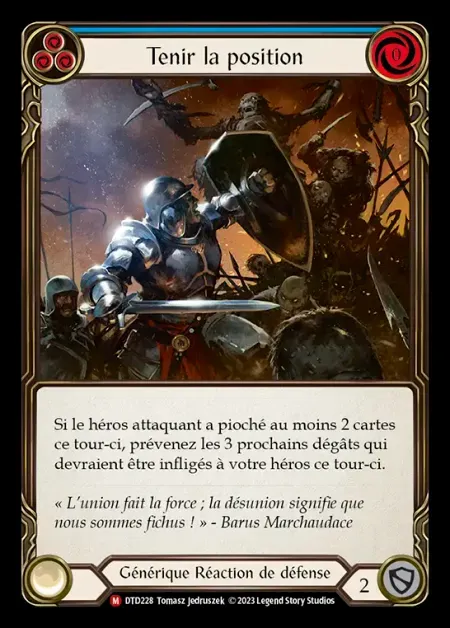 Tenir la position
0
Si le héros attaquant a pioché au moins 2 cartes
ce tour-ci, prévenez les 3 prochains dégâts qui
devraient être infligés à votre héros ce tour-ci.
« L'union fait la force ; la désunion signifie que
nous sommes fichus ! » - Barus Marchaudace
Générique Réaction de défense
2
M DTD228 Tomasz Jedruszek © 2023 Legend Story Studios